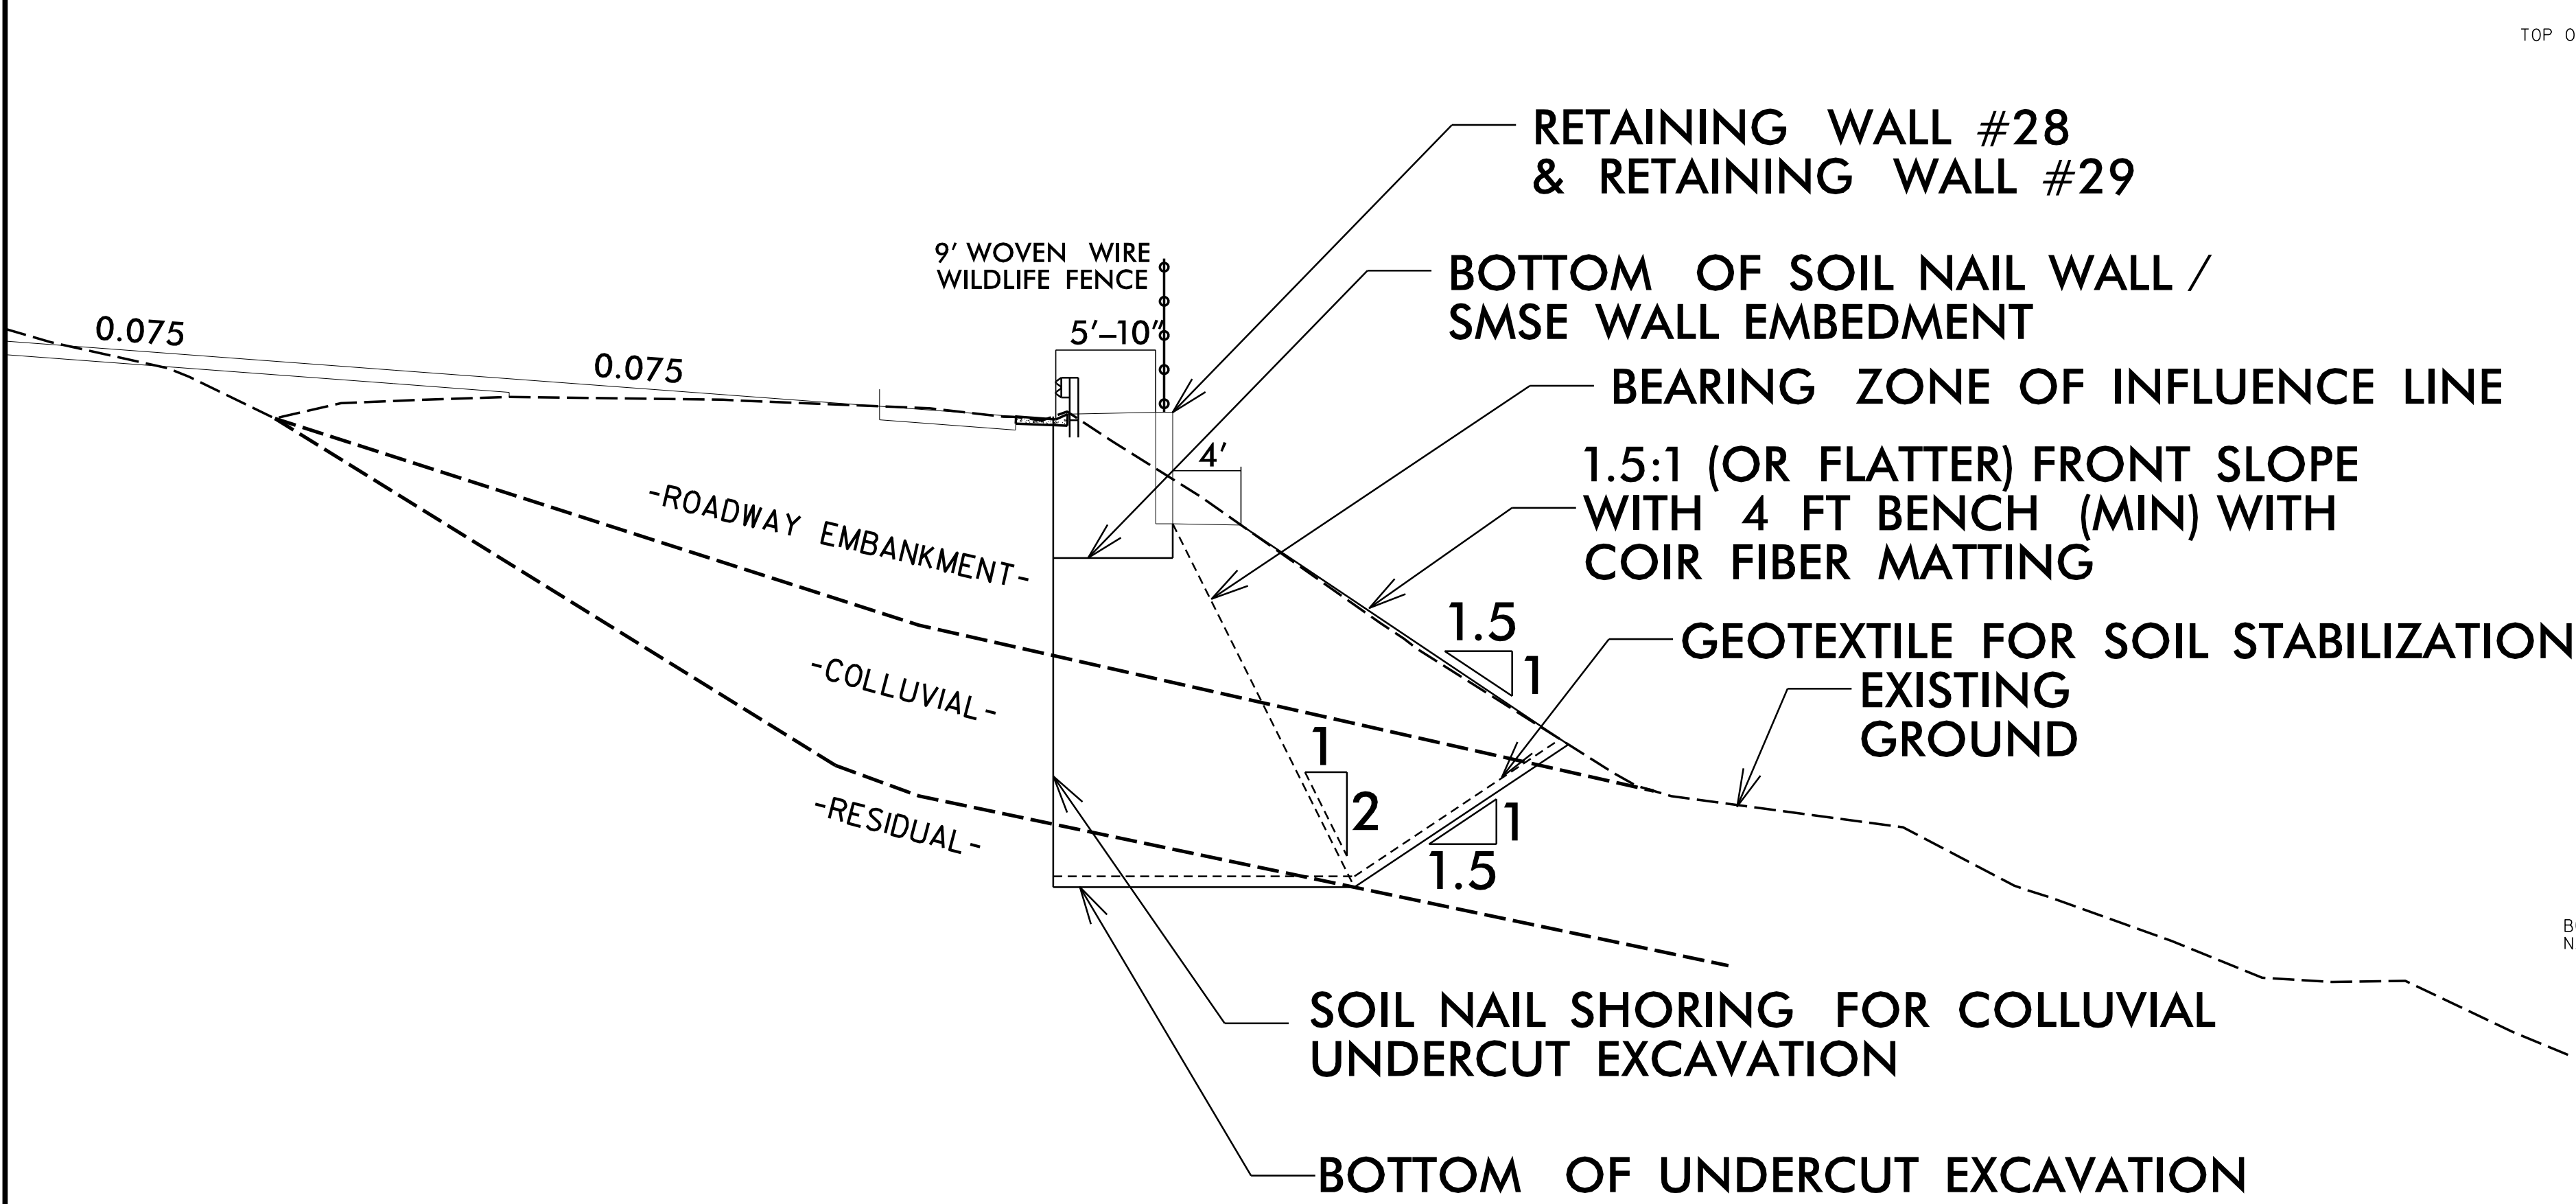 TOP O
RETAINING WALL #28
& RETAINING WALL #29
9' WOVEN WIRE
WILDLIFE FENCE
BOTTOM OF SOIL NAIL WALL /
SMSE WALL EMBEDMENT
5'–10"
0.075
0.075
BEARING ZONE OF INFLUENCE LINE
4'
1.5:1 (OR FLATTER) FRONT SLOPE
WITH 4 FT BENCH (MIN) WITH
COIR FIBER MATTING
-ROADWAY EMBANKMENT-
1.5
1
GEOTEXTILE FOR SOIL STABILIZATION
EXISTING
GROUND
-COLLUVIAL-
1
2
-RESIDUAL-
1
1.5
N
SOIL NAIL SHORING FOR COLLUVIAL
UNDERCUT EXCAVATION
BOTTOM OF UNDERCUT EXCAVATION